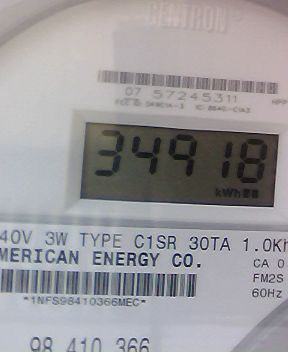 CENTRON
07 57245311
34918
kWh
40V 3W TYPE C1SR 30TA 1.0Kh
MERICAN ENERGY CO.
CA 0
FM2S
60Hz
*1NFS98410366MEC*
98 410 366